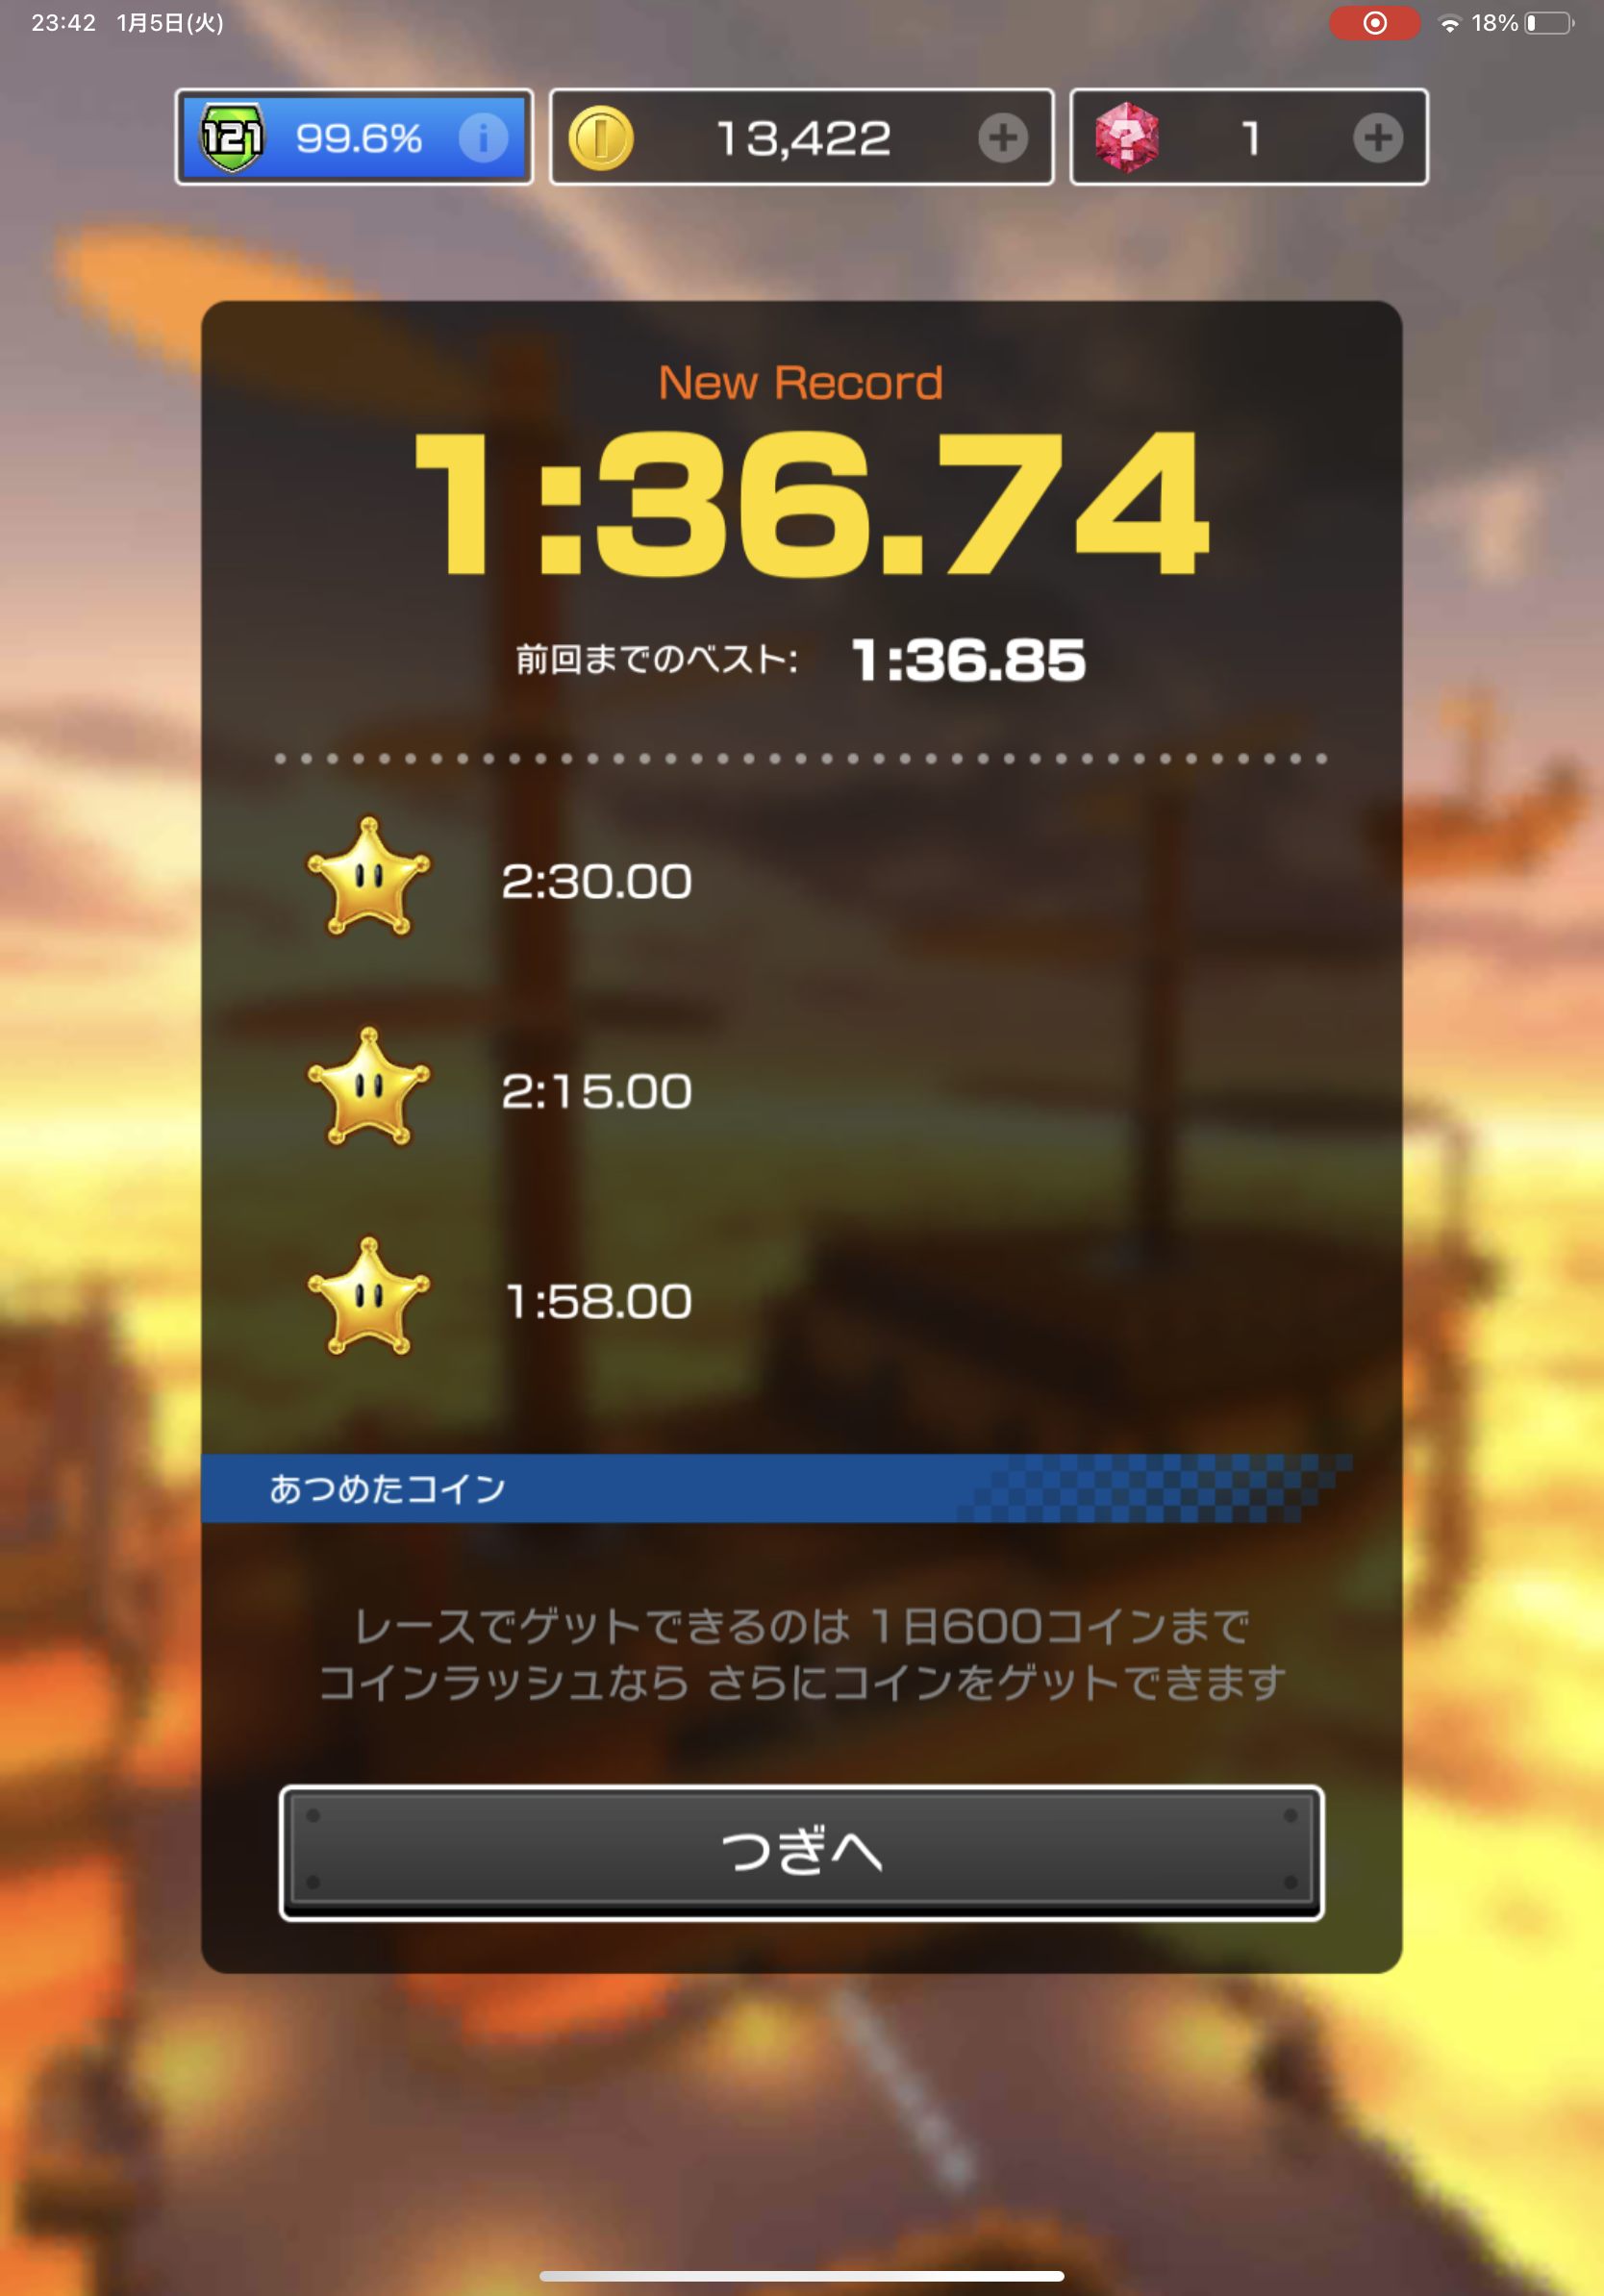 23:42 1月5日(火) 18%
121 99.6% 13,422 1
New Record
1:36.74
前回までのベスト: 1:36.85
2:30.00
2:15.00
1:58.00
あつめたコイン
レースでゲットできるのは 1日600コインまで
コインラッシュなら さらにコインをゲットできます
つぎへ